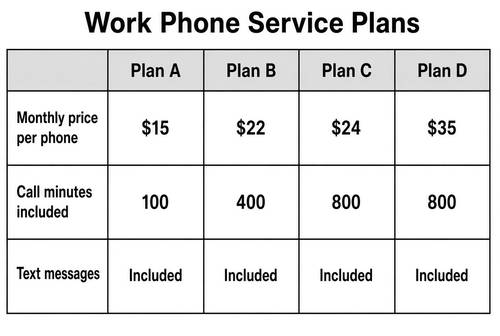 Work Phone Service Plans
Plan A Plan B Plan C Plan D
Monthly price
per phone $15 $22 $24 $35
Call minutes
included 100 400 800 800
Text messages Included Included Included Included